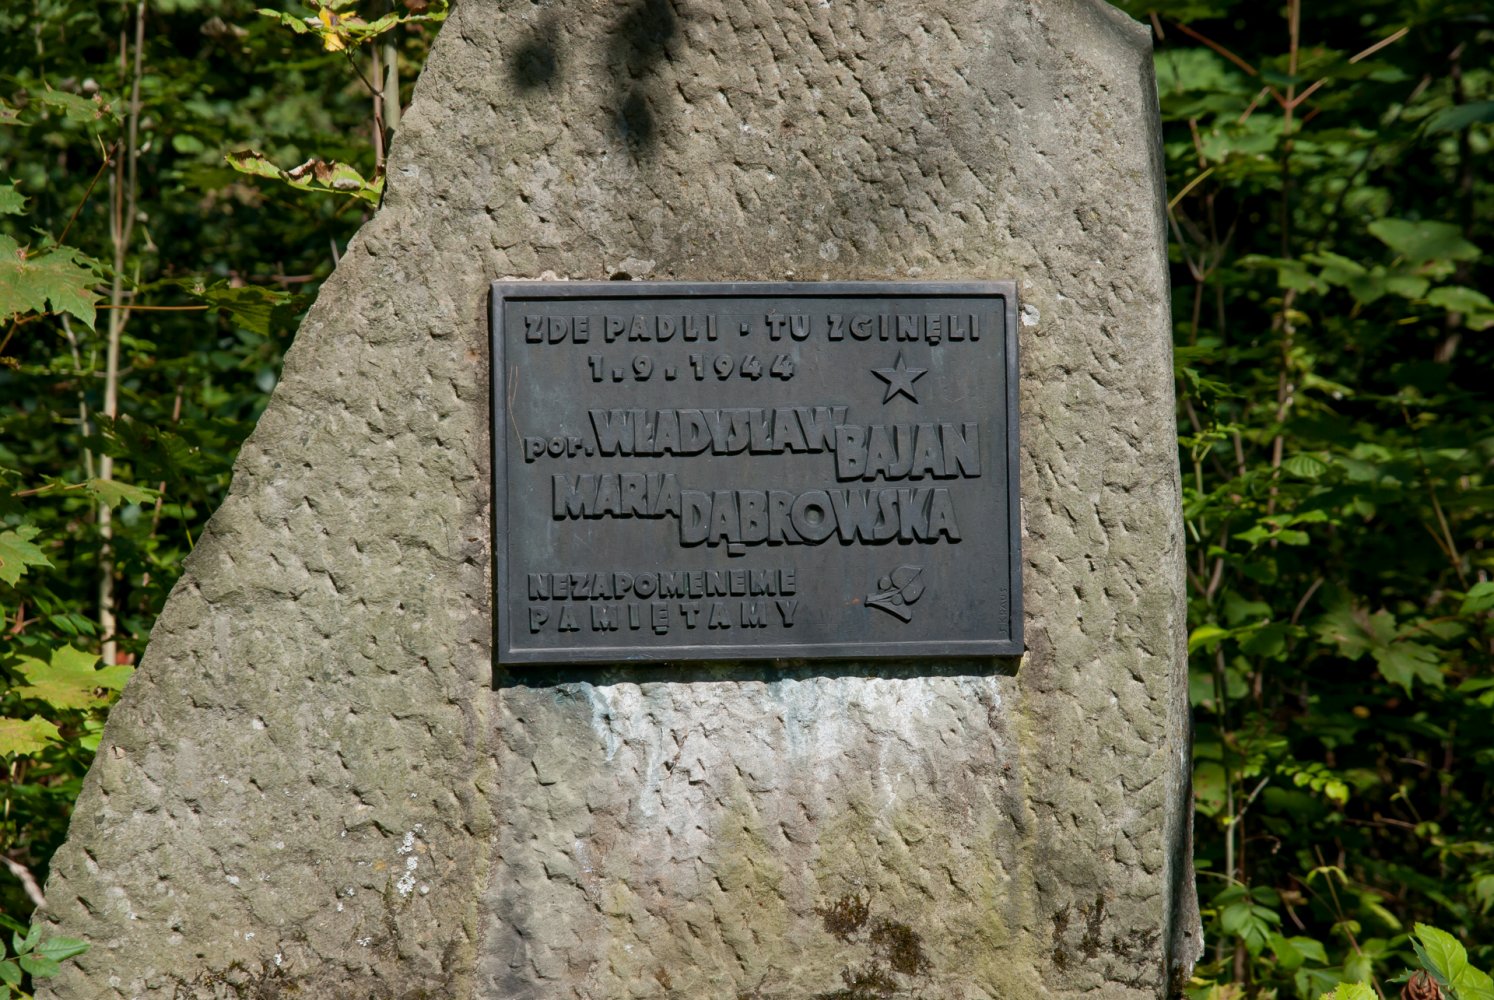 ZDE PADLI · TU ZGINĘLI
1.9.1944
por. WŁADYSŁAW BAJAN
MARIA DĄBROWSKA
NEZAPOMENEME
PAMIĘTAMY